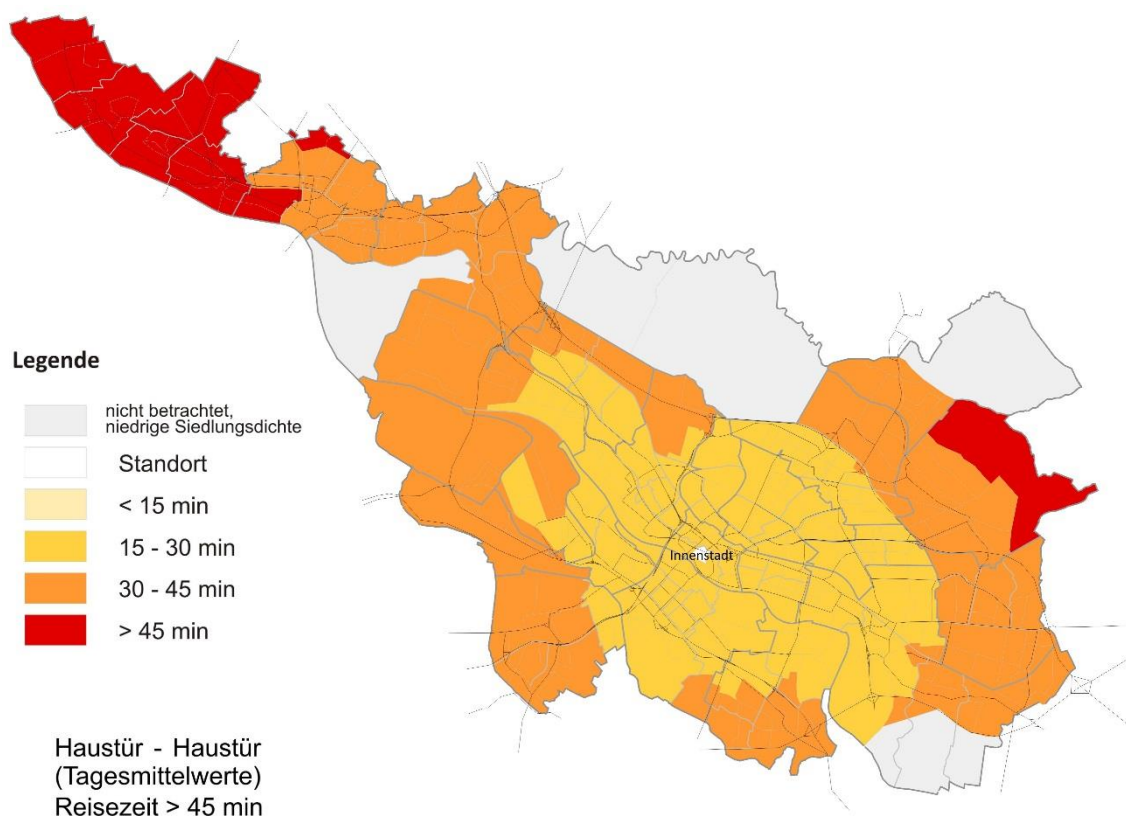 Legende
nicht betrachtet,
niedrige Siedlungsdichte
Standort
< 15 min
15 - 30 min
30 - 45 min
> 45 min
Innenstadt
Haustür - Haustür
(Tagesmittelwerte)
Reisezeit > 45 min